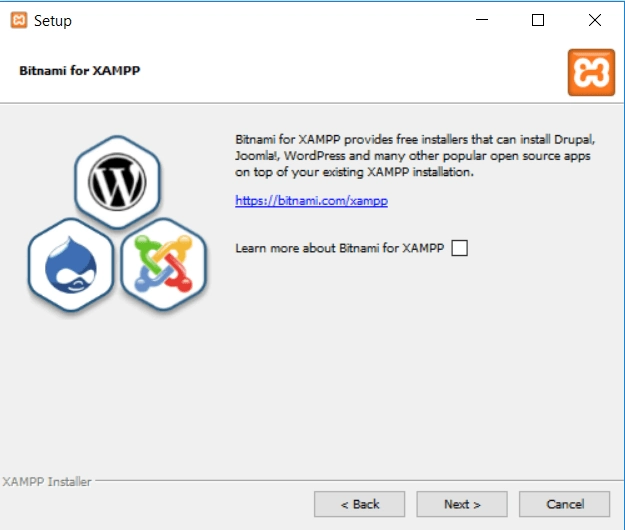 Setup
Bitnami for XAMPP
Bitnami for XAMPP provides free installers that can install Drupal,
Joomla!, WordPress and many other popular open source apps
on top of your existing XAMPP installation.
https://bitnami.com/xampp
Learn more about Bitnami for XAMPP
XAMPP Installer
< Back
Next >
Cancel